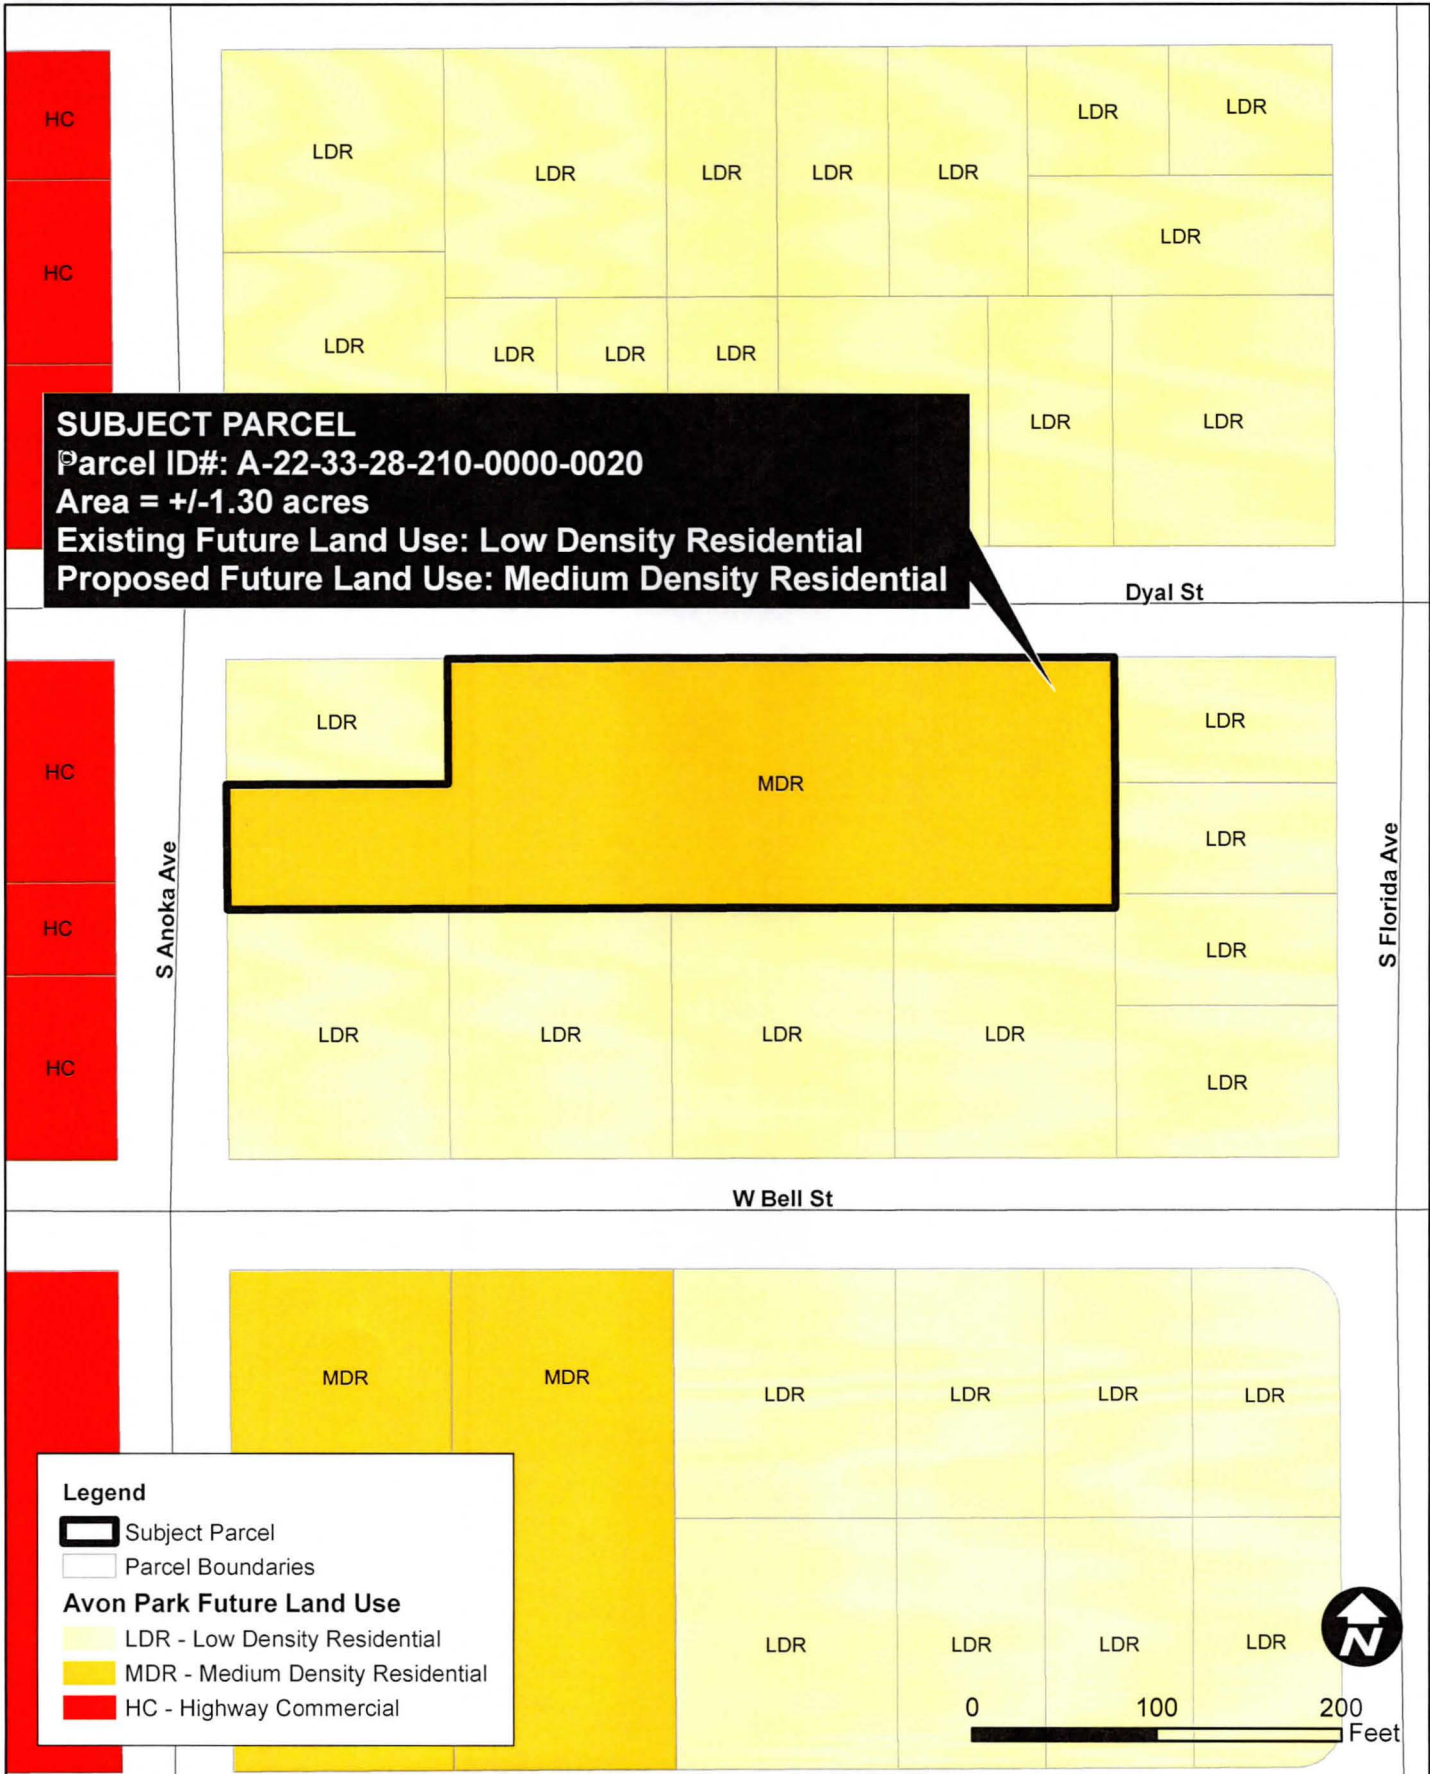 HC
LDR
LDR
LDR
LDR
LDR
LDR
LDR
LDR
HC
LDR
LDR
LDR
LDR
LDR
LDR
SUBJECT PARCEL
Parcel ID#: A-22-33-28-210-0000-0020
Area = +/-1.30 acres
Existing Future Land Use: Low Density Residential
Proposed Future Land Use: Medium Density Residential
Dyal St
LDR
LDR
HC
MDR
LDR
S Anoka Ave
S Florida Ave
HC
LDR
LDR
LDR
LDR
LDR
HC
LDR
W Bell St
MDR
MDR
LDR
LDR
LDR
LDR
Legend
Subject Parcel
Parcel Boundaries
Avon Park Future Land Use
LDR - Low Density Residential
MDR - Medium Density Residential
HC - Highway Commercial
LDR
LDR
LDR
LDR
N
0 100 200
Feet